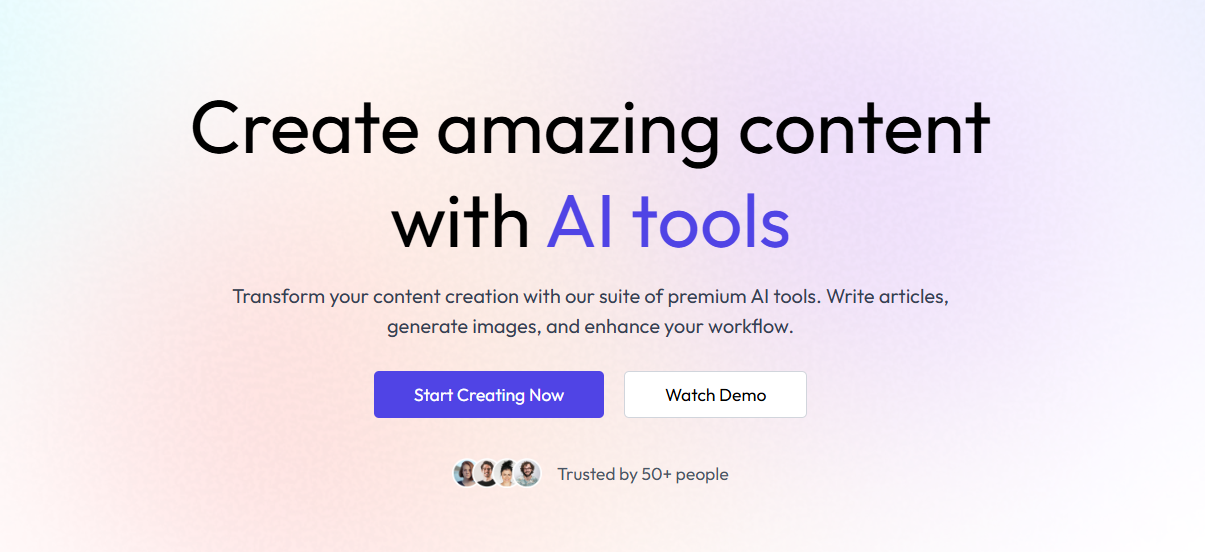 Create amazing content
with AI tools
Transform your content creation with our suite of premium AI tools. Write articles,
generate images, and enhance your workflow.
Start Creating Now
Watch Demo
Trusted by 50+ people